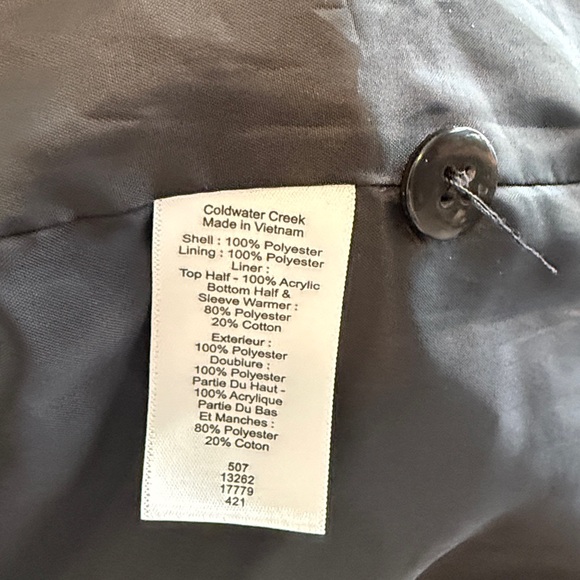 Coldwater Creek
Made in Vietnam
Shell : 100% Polyester
Lining : 100% Polyester
Liner :
Top Half - 100% Acrylic
Bottom Half &
Sleeve Warmer :
80% Polyester
20% Cotton
Exterieur :
100% Polyester
Doublure :
100% Polyester
Partie Du Haut -
100% Acrylique
Partie Du Bas
Et Manches :
80% Polyester
20% Coton
507
13262
17779
421